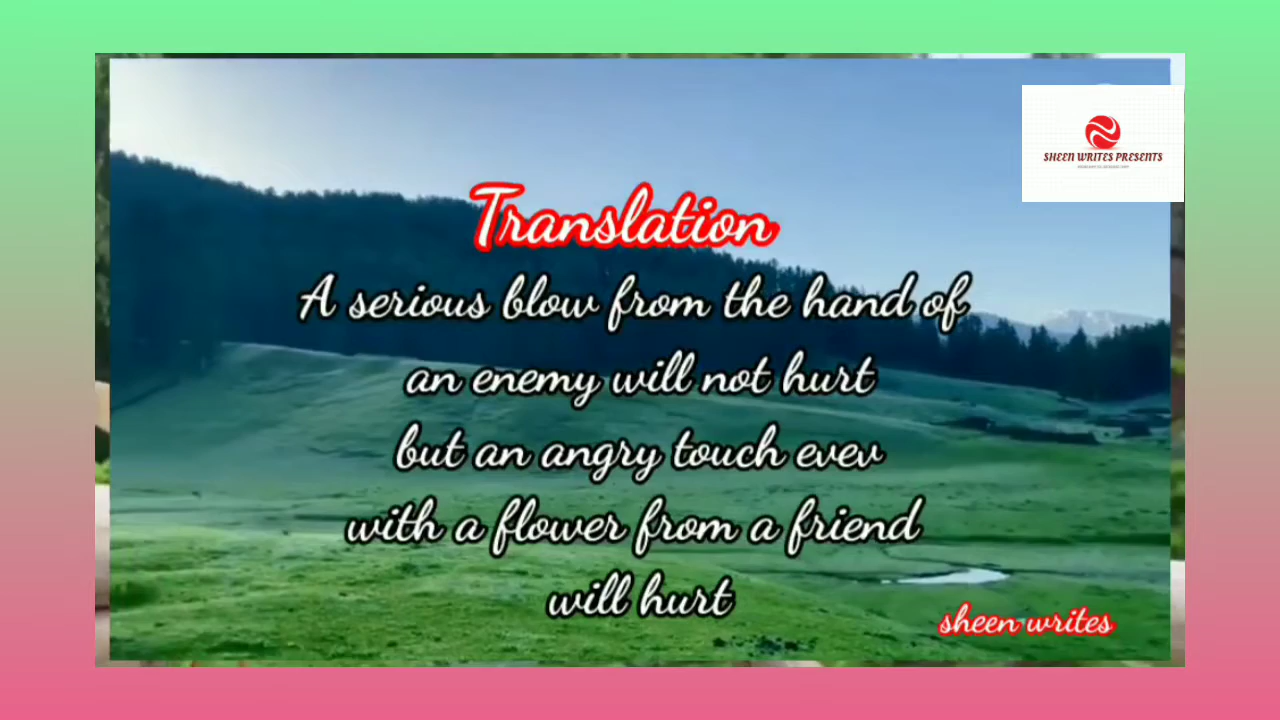 SHEEN WRITES PRESENTS
Translation
A serious blow from the hand of
an enemy will not hurt
but an angry touch evev
with a flower from a friend
will hurt
sheen writes